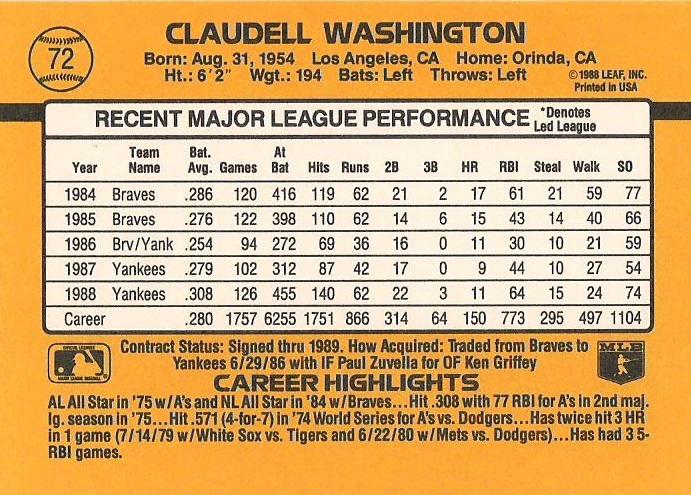 72
CLAUDELL WASHINGTON
Born: Aug. 31, 1954 Los Angeles, CA Home: Orinda, CA
Ht.: 6'2" Wgt.: 194 Bats: Left Throws: Left
©1988 LEAF, INC.
Printed in USA
RECENT MAJOR LEAGUE PERFORMANCE *Denotes Led League
Year Team Name Bat. Avg. Games At Bat Hits Runs 2B 3B HR RBI Steal Walk SO
1984 Braves .286 120 416 119 62 21 2 17 61 21 59 77
1985 Braves .276 122 398 110 62 14 6 15 43 14 40 66
1986 Brv/Yank .254 94 272 69 36 16 0 11 30 10 21 59
1987 Yankees .279 102 312 87 42 17 0 9 44 10 27 54
1988 Yankees .308 126 455 140 62 22 3 11 64 15 24 74
Career .280 1757 6255 1751 866 314 64 150 773 295 497 1104
Contract Status: Signed thru 1989. How Acquired: Traded from Braves to
Yankees 6/29/86 with IF Paul Zuvella for OF Ken Griffey
MLB
CAREER HIGHLIGHTS
AL All Star in '75 w/A's and NL All Star in '84 w/Braves...Hit .308 with 77 RBI for A's in 2nd maj.
lg. season in '75...Hit .571 (4-for-7) in '74 World Series for A's vs. Dodgers...Has twice hit 3 HR
in 1 game (7/14/79 w/White Sox vs. Tigers and 6/22/80 w/Mets vs. Dodgers)...Has had 3 5-
RBI games.